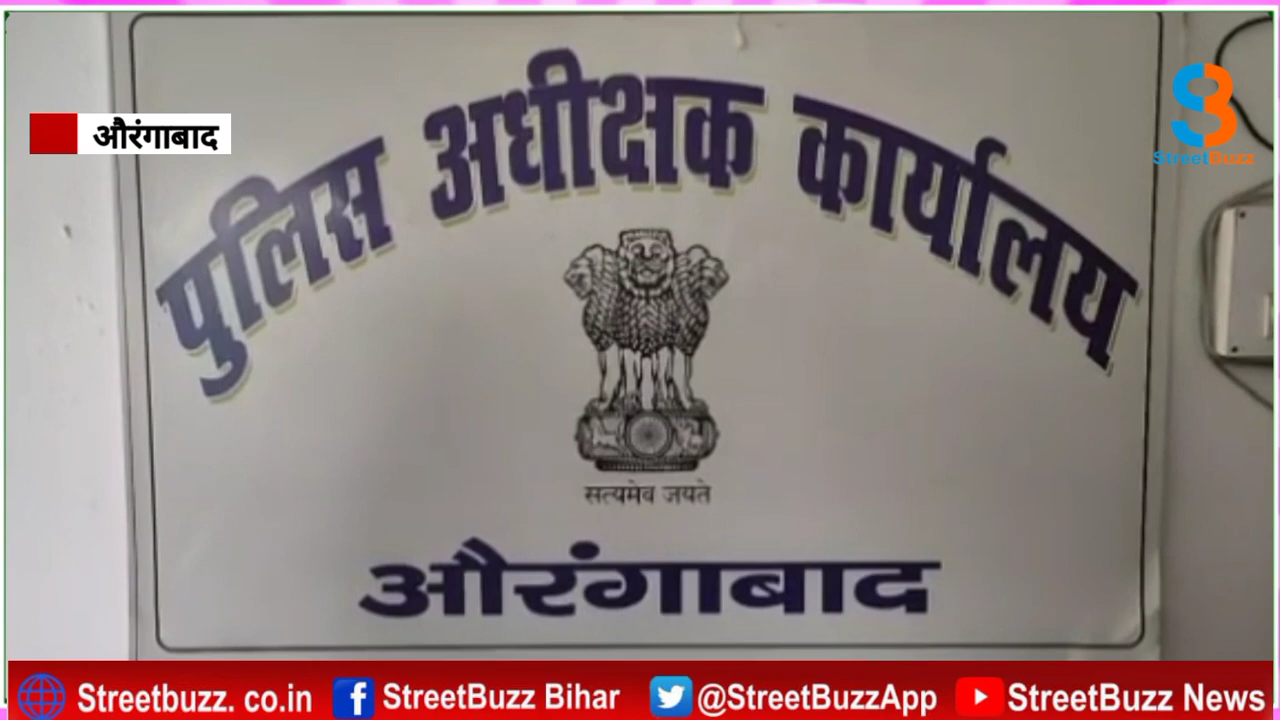 औरंगाबाद
StreetBuzz
पुलिस अधीक्षक कार्यालय
सत्यमेव जयते
औरंगाबाद
Streetbuzz. co.in
StreetBuzz Bihar
@StreetBuzzApp
StreetBuzz News